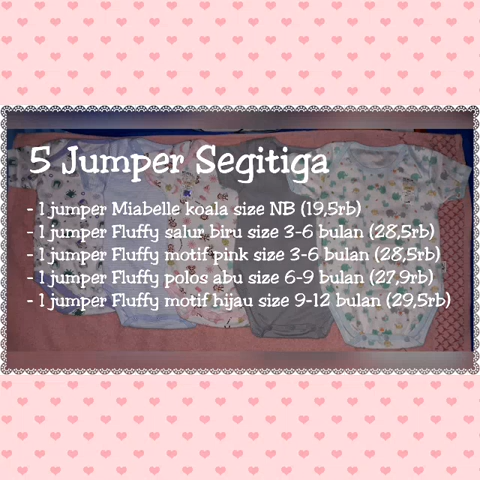 5 Jumper Segitiga
- 1 jumper Miabelle koala size NB (19,5rb)
- 1 jumper Fluffy salur biru size 3-6 bulan (28,5rb)
- 1 jumper Fluffy motif pink size 3-6 bulan (28,5rb)
- 1 jumper Fluffy polos abu size 6-9 bulan (27,9rb)
- 1 jumper Fluffy motif hijau size 9-12 bulan (29,5rb)